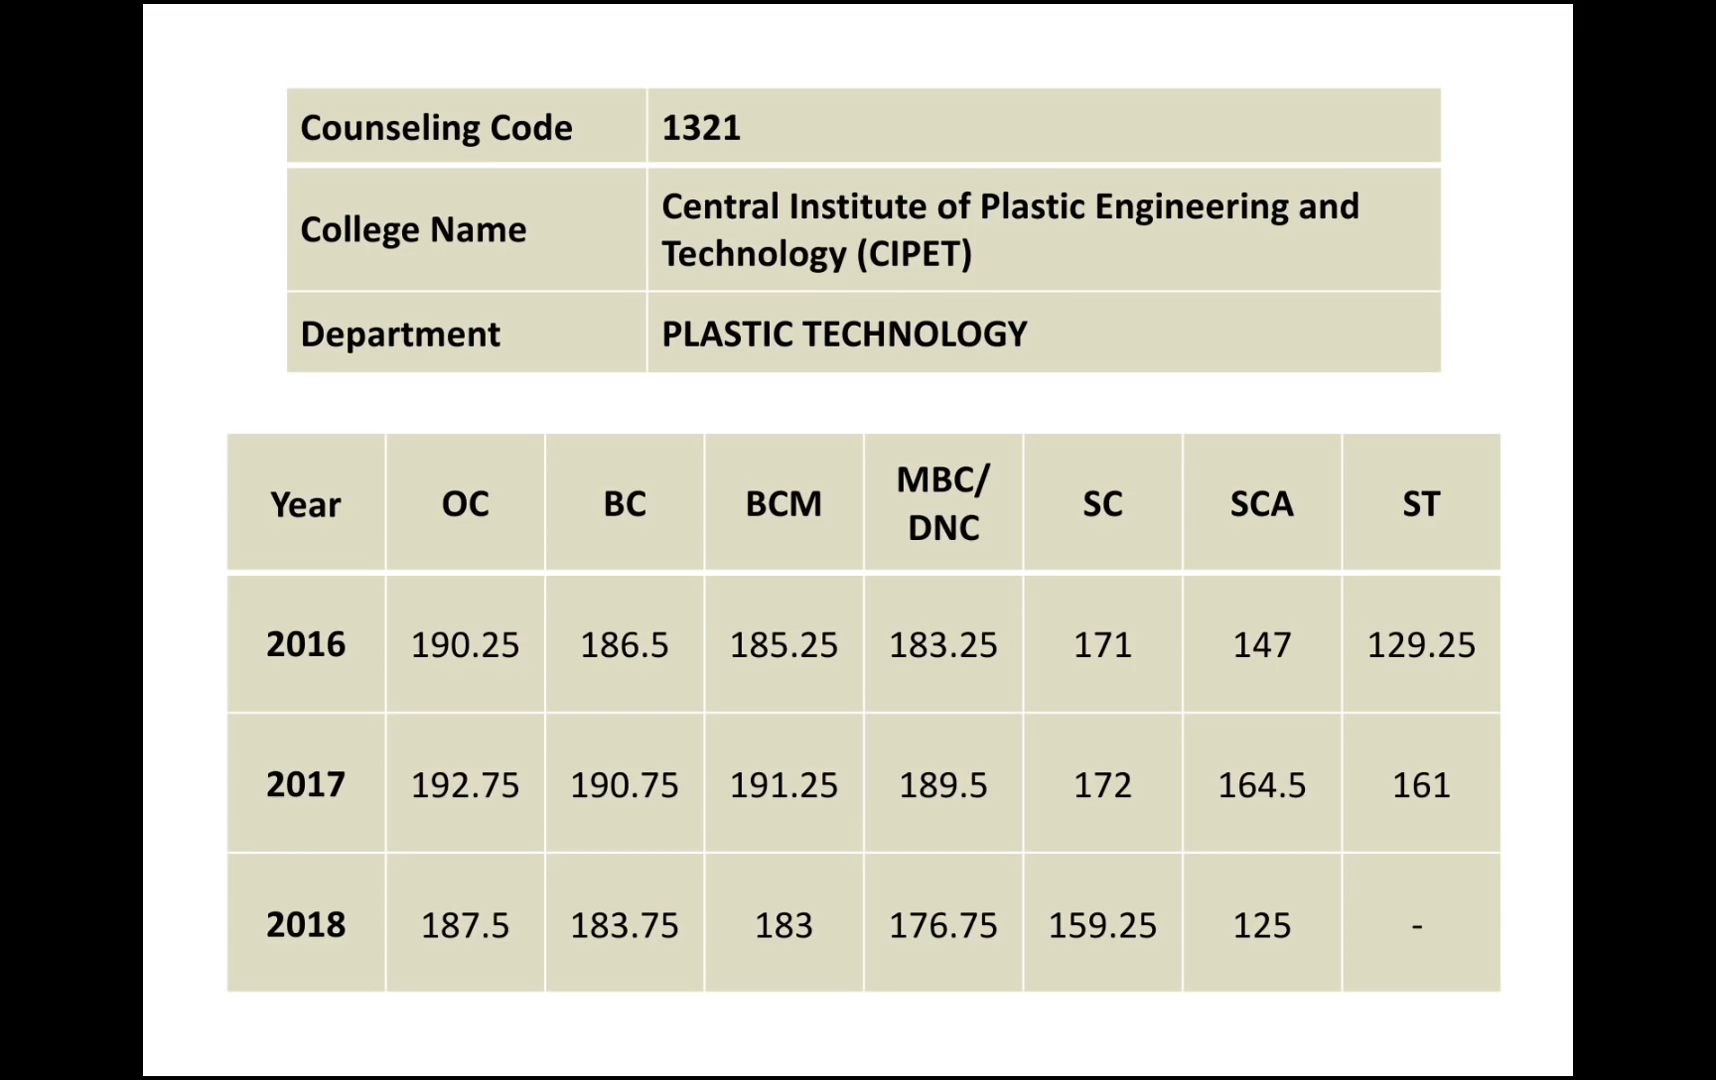 Counseling Code 1321
College Name Central Institute of Plastic Engineering and
Technology (CIPET)
Department PLASTIC TECHNOLOGY
Year OC BC BCM MBC/ DNC SC SCA ST
2016 190.25 186.5 185.25 183.25 171 147 129.25
2017 192.75 190.75 191.25 189.5 172 164.5 161
2018 187.5 183.75 183 176.75 159.25 125 -